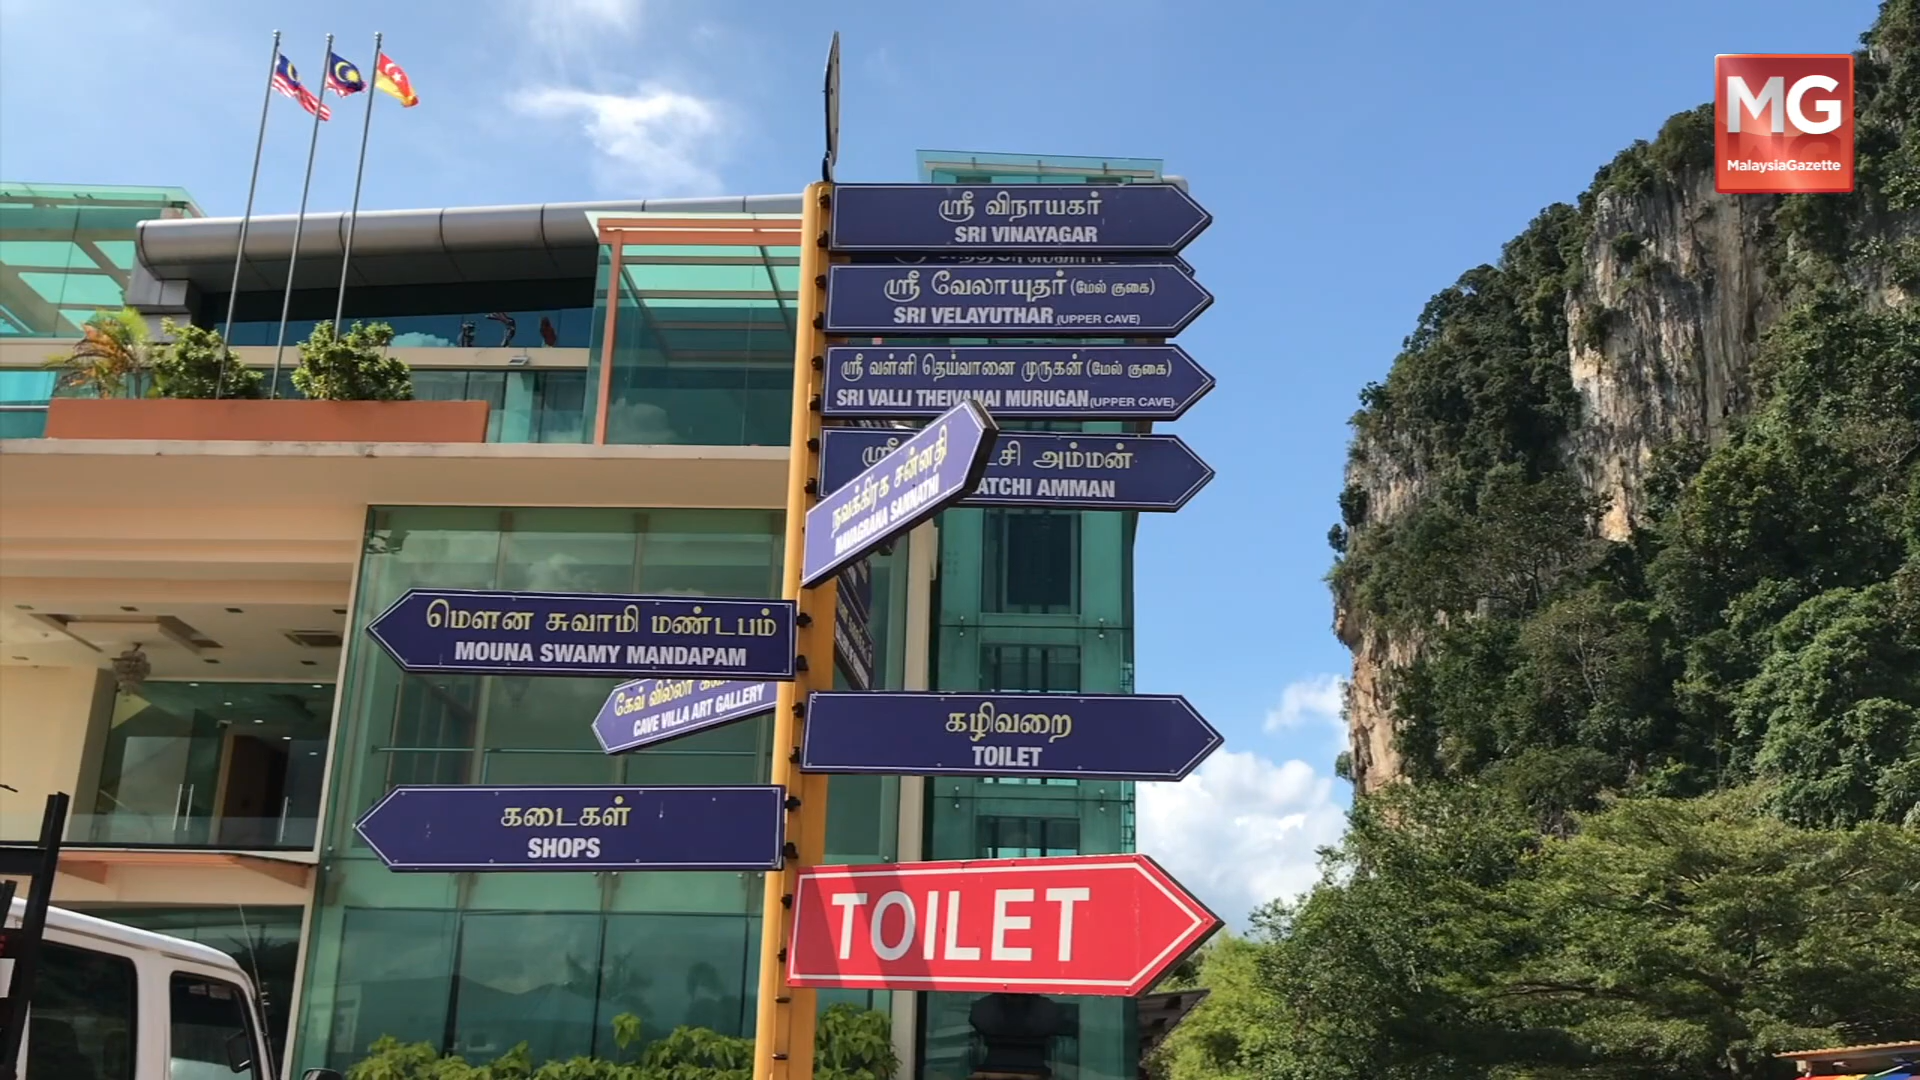 MG
MalaysiaGazette
ஸ்ரீ விநாயகர்
SRI VINAYAGAR
ஸ்ரீ வேலாயுதர் (மேல் குகை)
SRI VELAYUTHAR (UPPER CAVE)
ஸ்ரீ வள்ளி தெய்வானை முருகன் (மேல் குகை)
SRI VALLI THEIVANAI MURUGAN (UPPER CAVE)
ஸ்ரீ அம்மன்
AMMAN
நவக்கிரக சன்னதி
NAVAGRAHA SANNATHI
மௌன சுவாமி மண்டபம்
MOUNA SWAMY MANDAPAM
கேவ் வில்லா
CAVE VILLA ART GALLERY
கழிவறை
TOILET
கடைகள்
SHOPS
TOILET